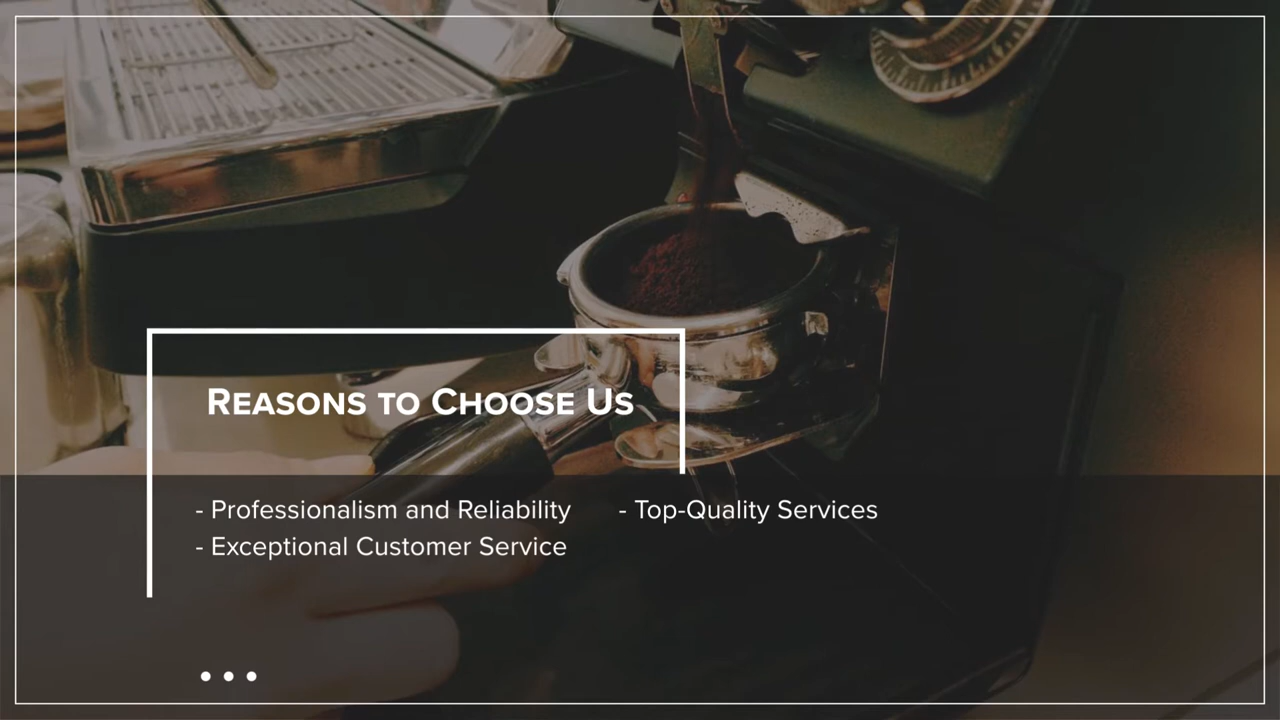 Reasons to Choose Us
- Professionalism and Reliability
- Exceptional Customer Service
- Top-Quality Services